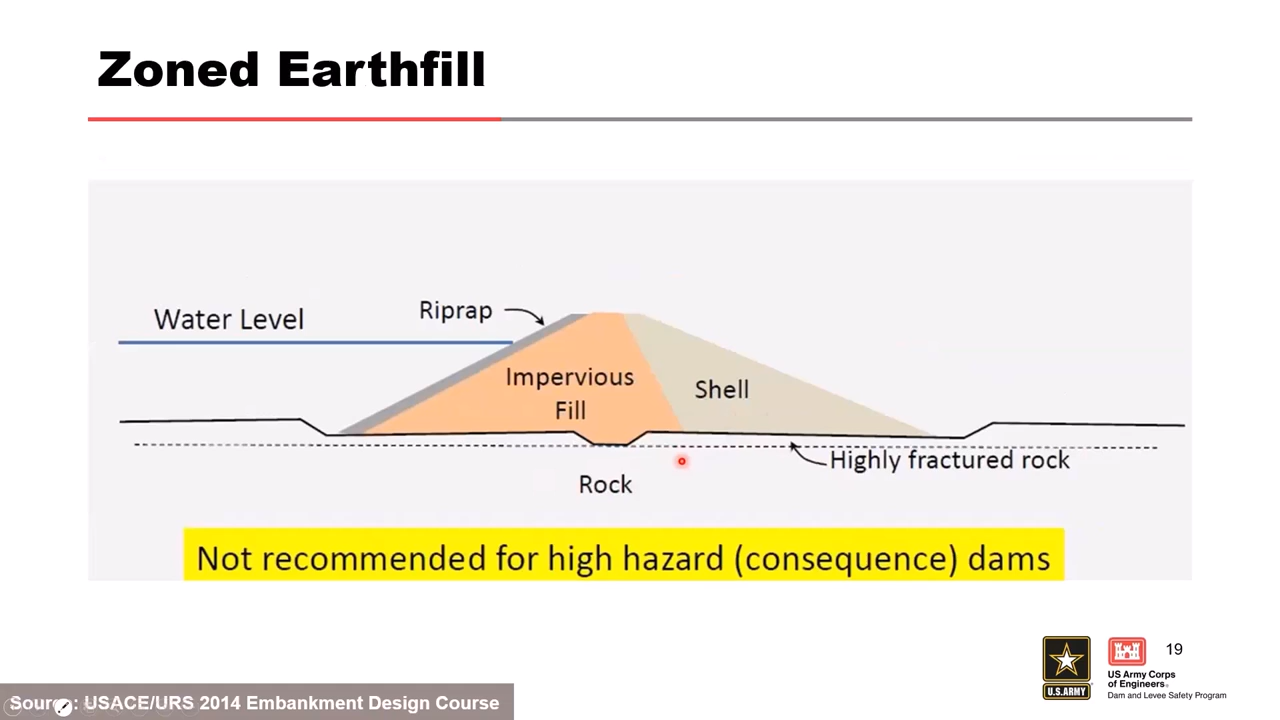 Zoned Earthfill
Water Level
Riprap
Impervious
Fill
Shell
Highly fractured rock
Rock
Not recommended for high hazard (consequence) dams
19
U.S.ARMY
US Army Corps
of Engineers®
Dam and Levee Safety Program
Source: USACE/URS 2014 Embankment Design Course